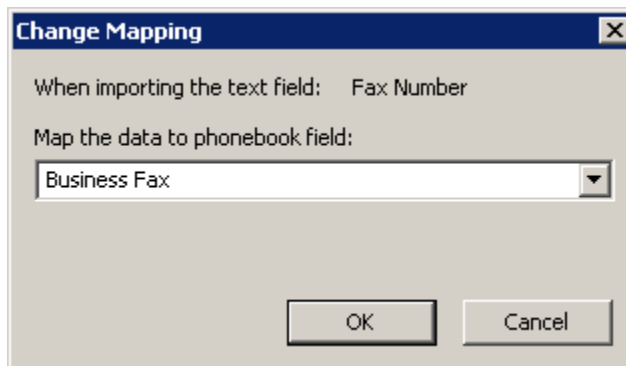 Change Mapping
When importing the text field: Fax Number
Map the data to phonebook field:
Business Fax
OK Cancel